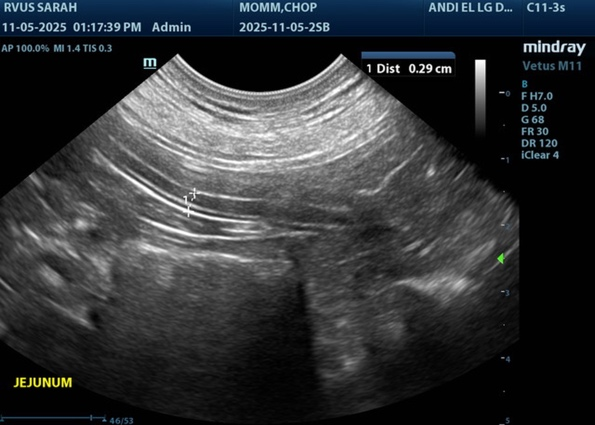 RVUS SARAH MOMM,CHOP ANDI EL LG D... C11-3s
11-05-2025 01:17:39 PM Admin 2025-11-05-2SB
AP 100.0% MI 1.4 TIS 0.3
m
1 Dist 0.29 cm
mindray
Vetus M11
B
F H7.0
D 5.0
G 68
FR 30
DR 120
iClear 4
0
1
1
2
3
4
5
JEJUNUM
46/53